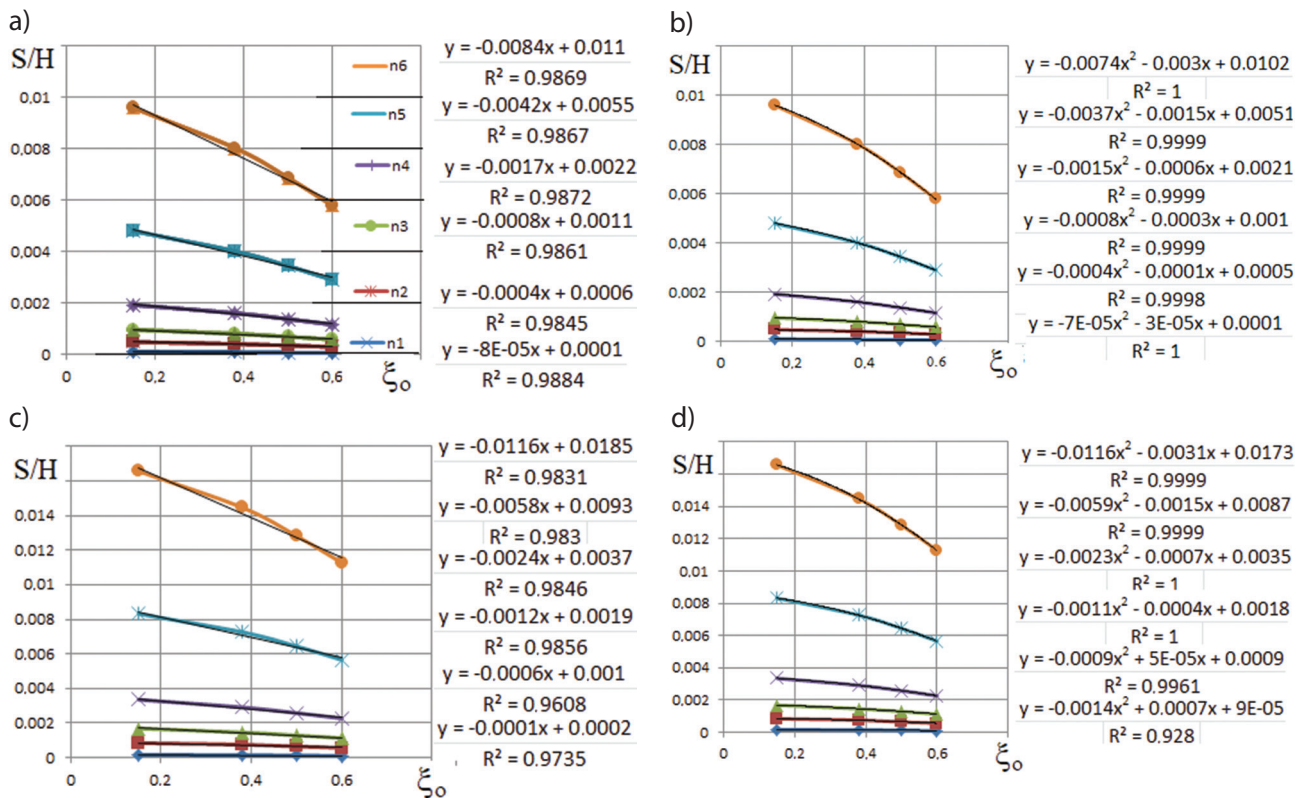 a)
S/H
0,01
0,008
0,006
0,004
0,002
0
0
0,2
0,4
0,6
ξo
n6
n5
n4
n3
n2
n1
y = -0.0084x + 0.011
R² = 0.9869
y = -0.0042x + 0.0055
R² = 0.9867
y = -0.0017x + 0.0022
R² = 0.9872
y = -0.0008x + 0.0011
R² = 0.9861
y = -0.0004x + 0.0006
R² = 0.9845
y = -8E-05x + 0.0001
R² = 0.9884
b)
S/H
0,01
0,008
0,006
0,004
0,002
0
0
0,2
0,4
0,6
ξo
y = -0.0074x² - 0.003x + 0.0102
R² = 1
y = -0.0037x² - 0.0015x + 0.0051
R² = 0.9999
y = -0.0015x² - 0.0006x + 0.0021
R² = 0.9999
y = -0.0008x² - 0.0003x + 0.001
R² = 0.9999
y = -0.0004x² - 0.0001x + 0.0005
R² = 0.9998
y = -7E-05x² - 3E-05x + 0.0001
R² = 1
c)
S/H
0,014
0,012
0,01
0,008
0,006
0,004
0,002
0
0
0,2
0,4
0,6
ξo
y = -0.0116x + 0.0185
R² = 0.9831
y = -0.0058x + 0.0093
R² = 0.983
y = -0.0024x + 0.0037
R² = 0.9846
y = -0.0012x + 0.0019
R² = 0.9856
y = -0.0006x + 0.001
R² = 0.9608
y = -0.0001x + 0.0002
R² = 0.9735
d)
S/H
0,014
0,012
0,01
0,008
0,006
0,004
0,002
0
0
0,2
0,4
0,6
ξo
y = -0.0116x² - 0.0031x + 0.0173
R² = 0.9999
y = -0.0059x² - 0.0015x + 0.0087
R² = 0.9999
y = -0.0023x² - 0.0007x + 0.0035
R² = 1
y = -0.0011x² - 0.0004x + 0.0018
R² = 1
y = -0.0009x² + 5E-05x + 0.0009
R² = 0.9961
y = -0.0014x² + 0.0007x + 9E-05
R² = 0.928